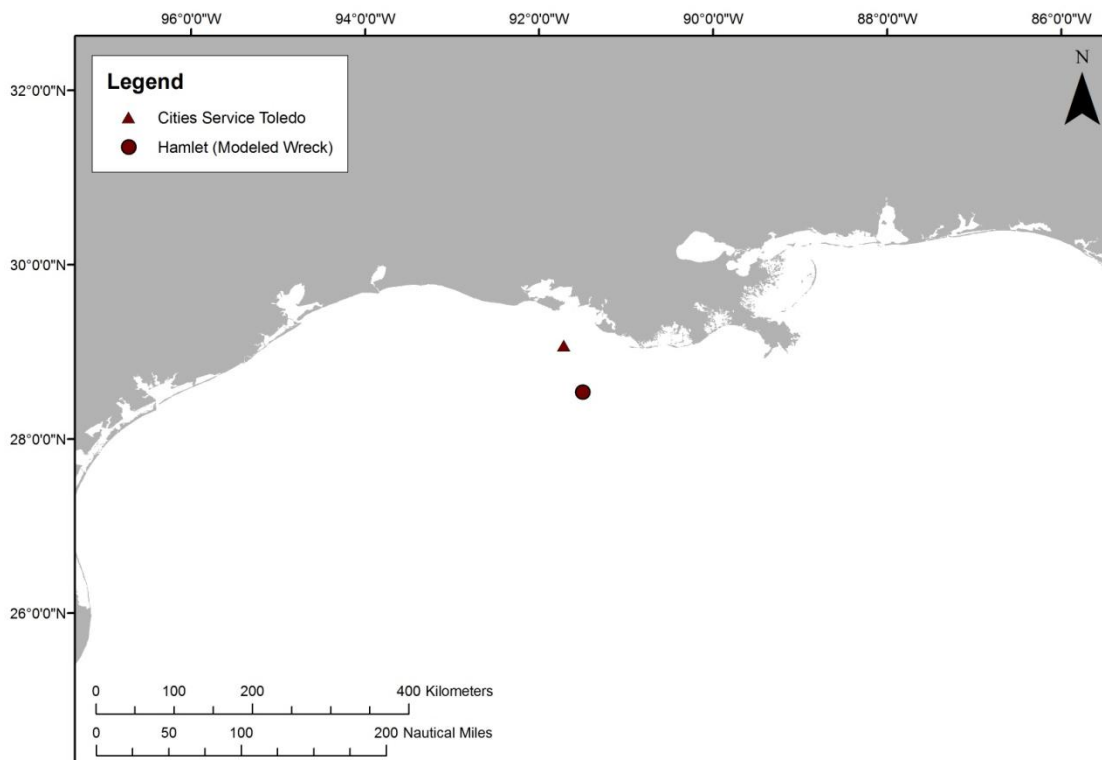 96°0'0"W 94°0'0"W 92°0'0"W 90°0'0"W 88°0'0"W 86°0'0"W
Legend
Cities Service Toledo
Hamlet (Modeled Wreck)
N
32°0'0"N
30°0'0"N
28°0'0"N
26°0'0"N
0 100 200 400 Kilometers
0 50 100 200 Nautical Miles